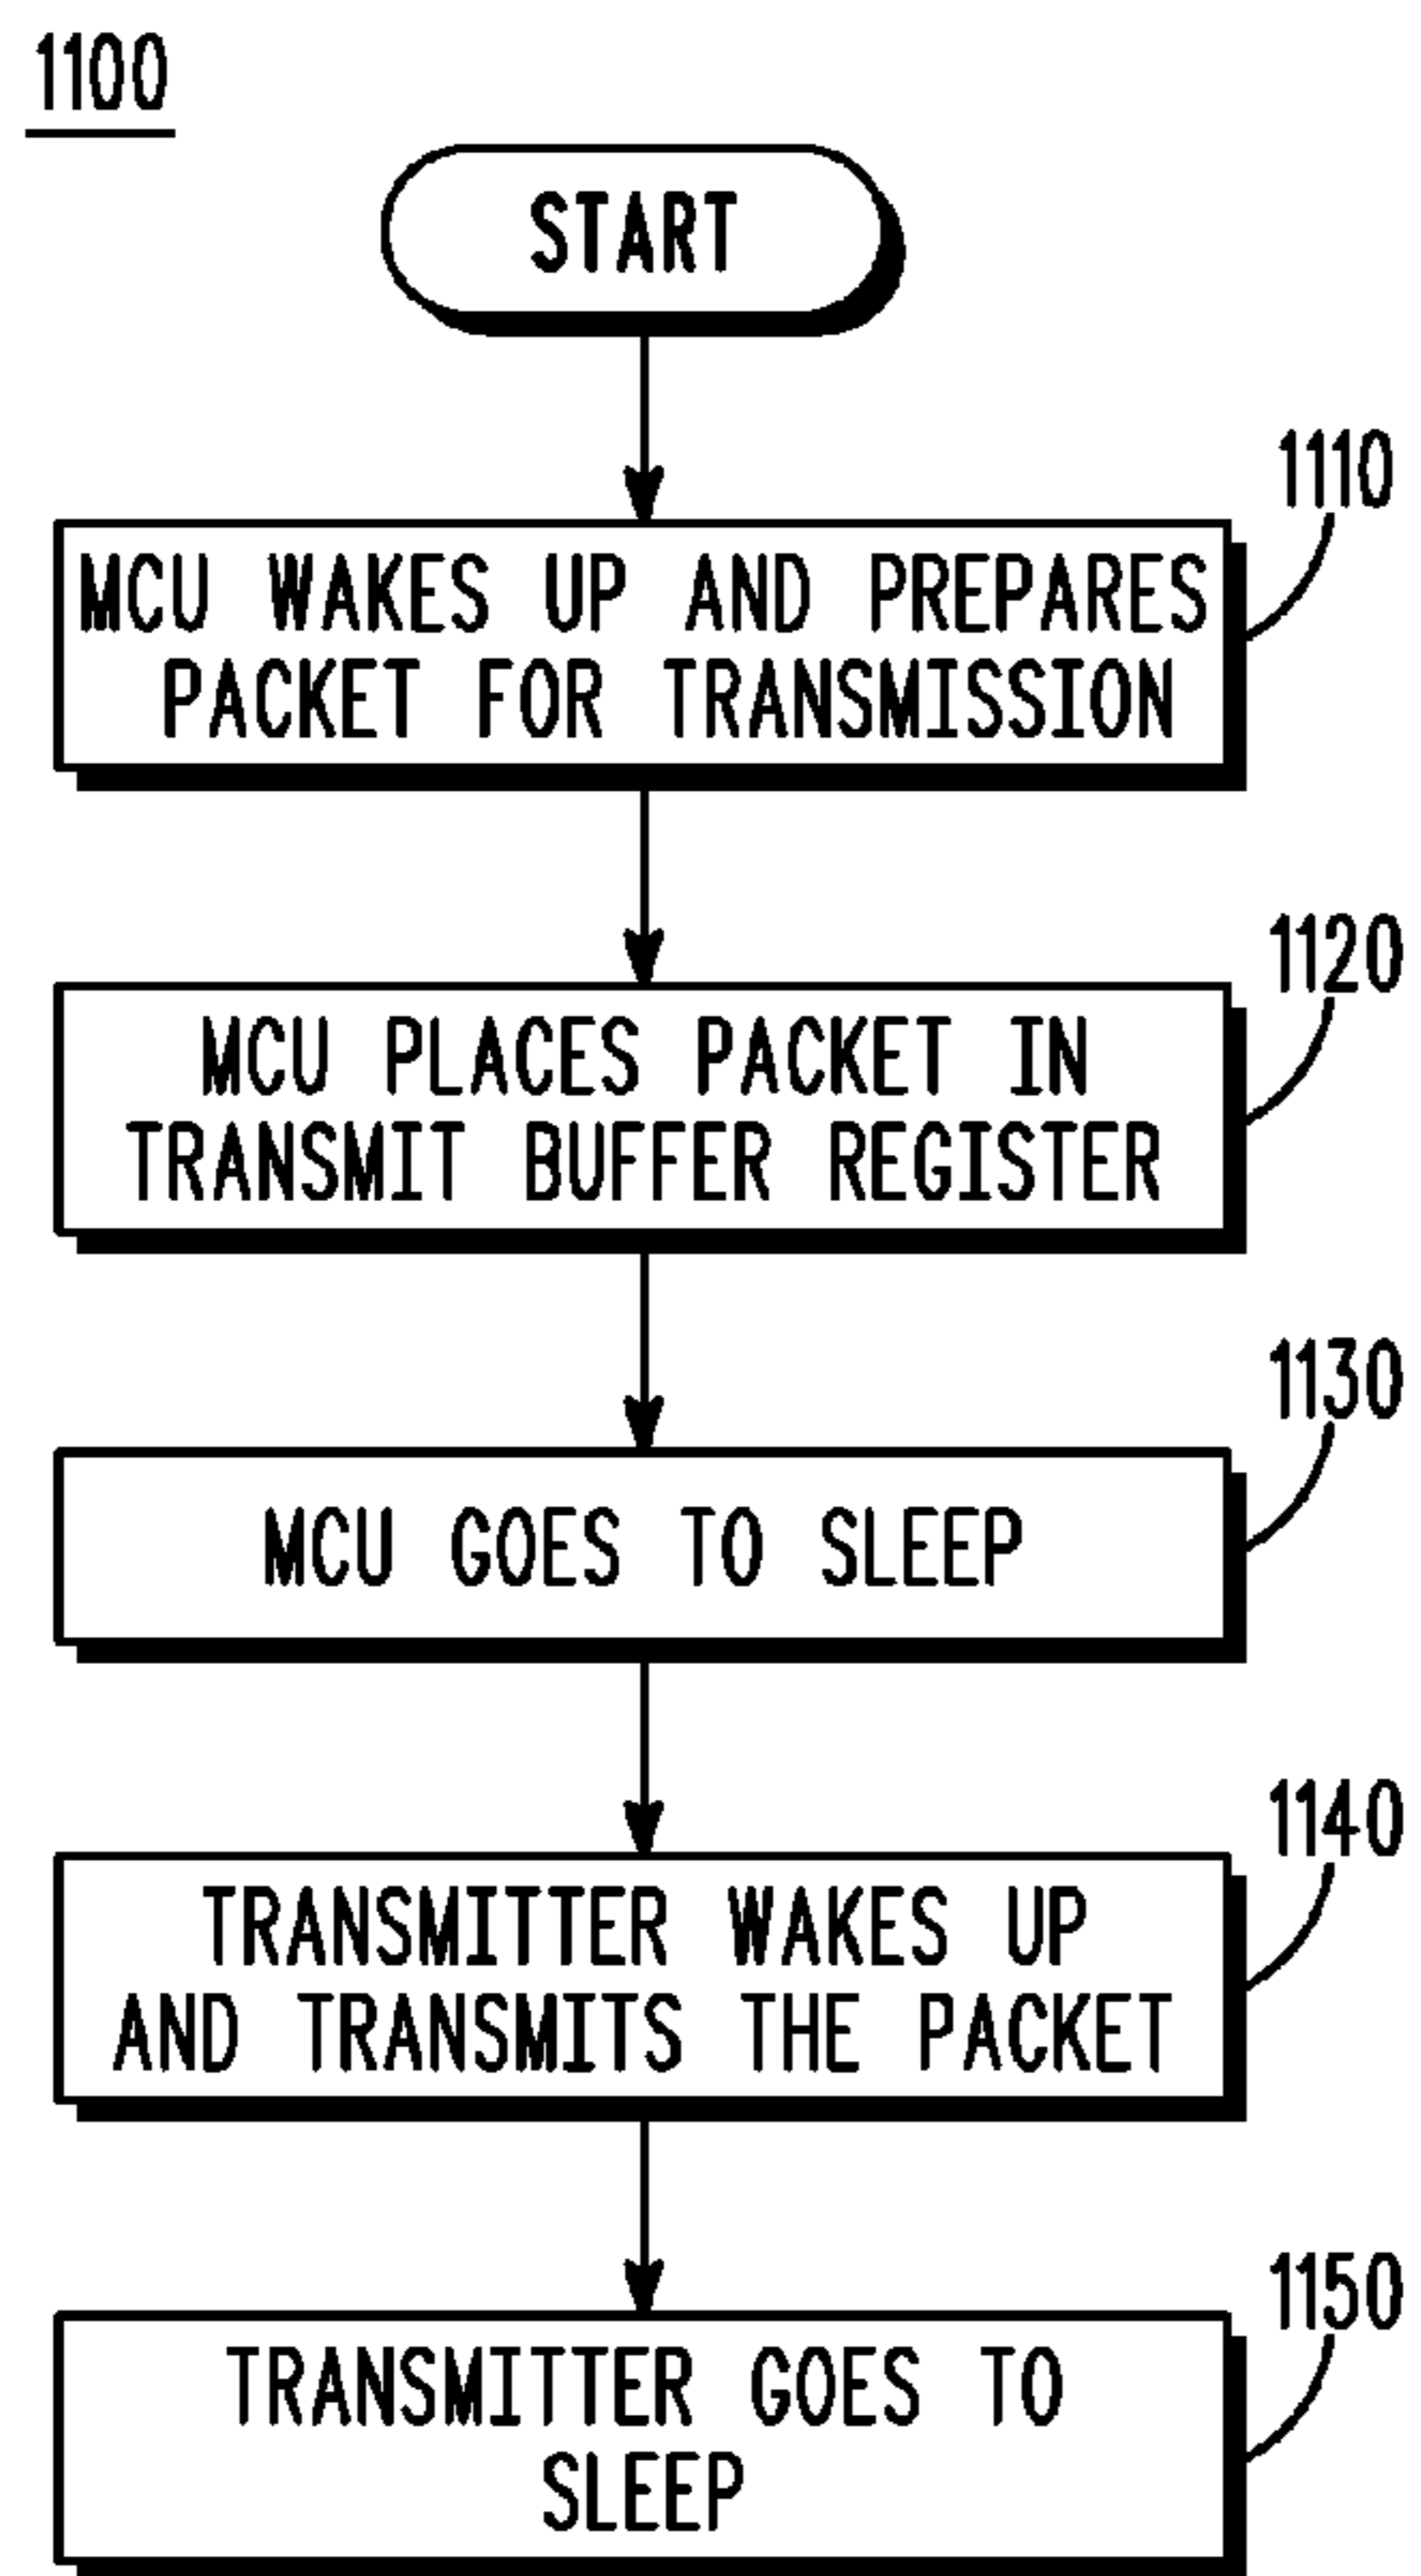 1100
START
1110
MCU WAKES UP AND PREPARES
PACKET FOR TRANSMISSION
1120
MCU PLACES PACKET IN
TRANSMIT BUFFER REGISTER
1130
MCU GOES TO SLEEP
1140
TRANSMITTER WAKES UP
AND TRANSMITS THE PACKET
1150
TRANSMITTER GOES TO
SLEEP